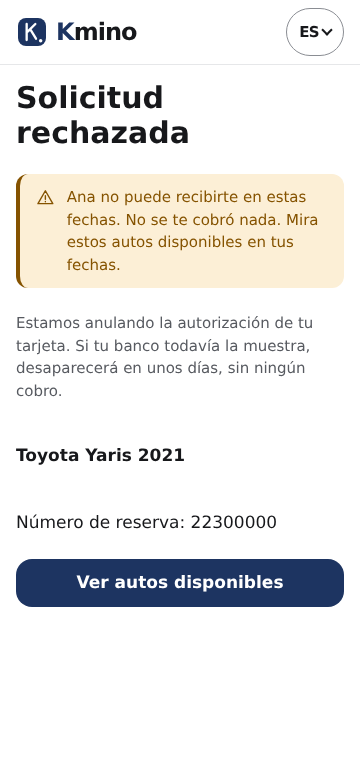 K. Kmino
ES
Solicitud
rechazada
Ana no puede recibirte en estas
fechas. No se te cobró nada. Mira
estos autos disponibles en tus
fechas.
Estamos anulando la autorización de tu
tarjeta. Si tu banco todavía la muestra,
desaparecerá en unos días, sin ningún
cobro.
Toyota Yaris 2021
Número de reserva: 22300000
Ver autos disponibles